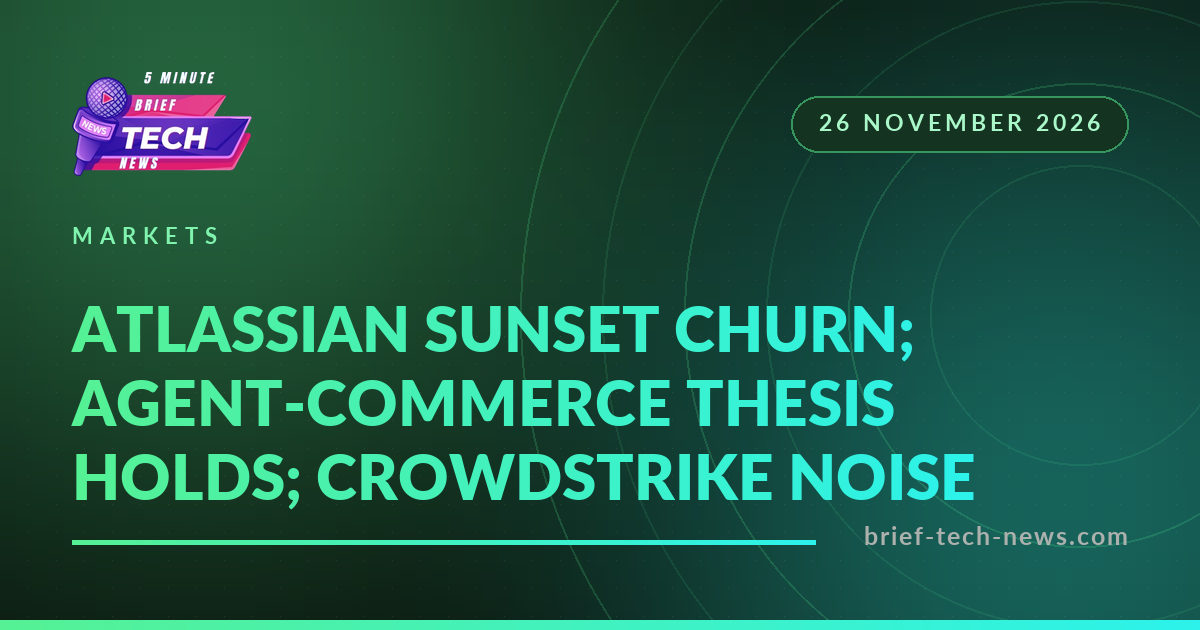 5 MINUTE
BRIEF
NEWS
TECH
NEWS
26 NOVEMBER 2026
MARKETS
ATLASSIAN SUNSET CHURN;
AGENT-COMMERCE THESIS
HOLDS; CROWDSTRIKE NOISE
brief-tech-news.com